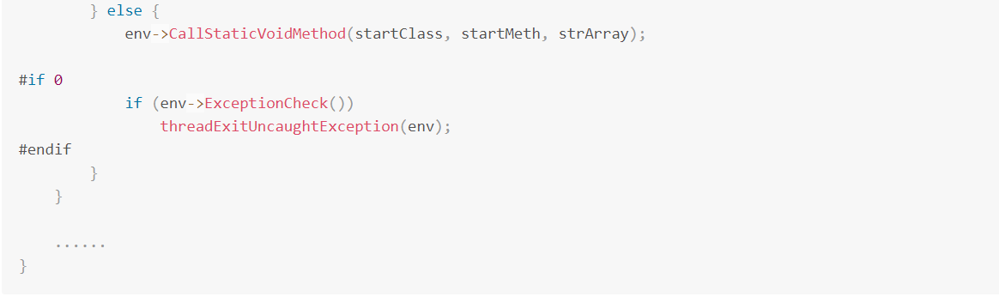 } else {
env->CallStaticVoidMethod(startClass, startMeth, strArray);
#if 0
if (env->ExceptionCheck())
threadExitUncaughtException(env);
#endif
}
}
......
}